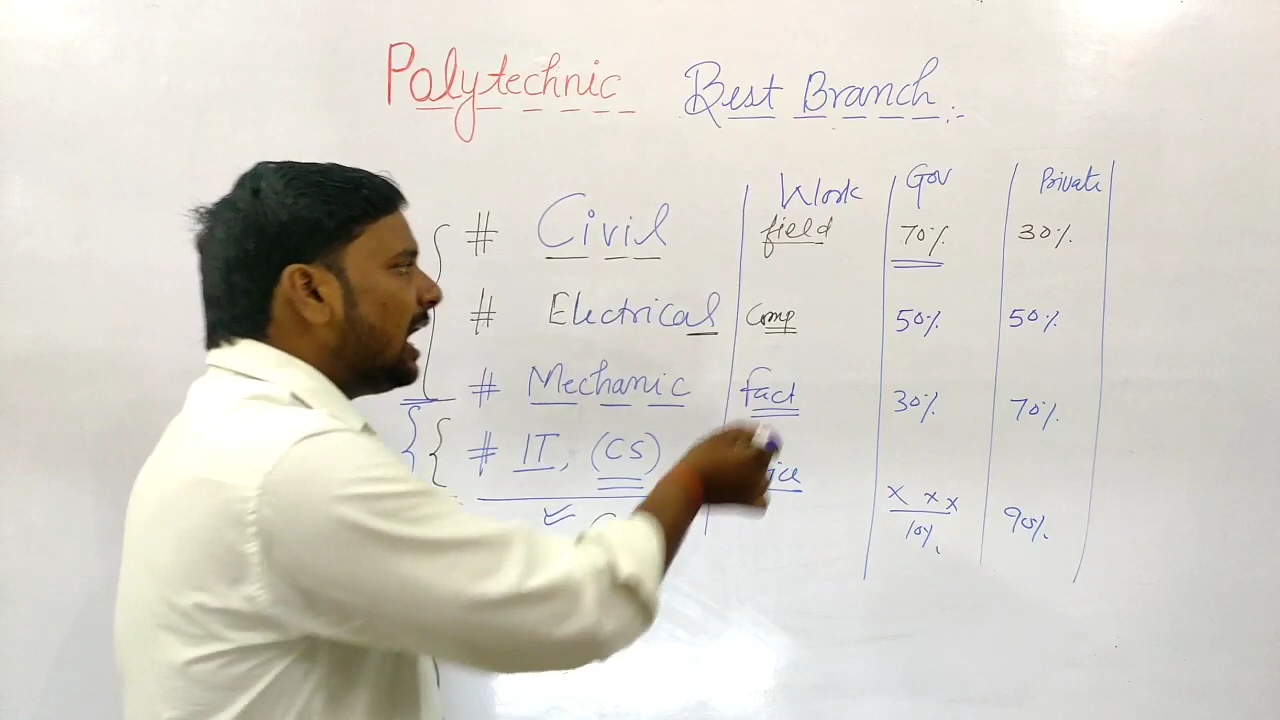 Polytechnic Best Branch :-
Work Gov Private
# Civil field 70% 30%
# Electrical Comp 50% 50%
# Mechanic fact 30% 70%
# IT, (CS)
x x x
10% 90%